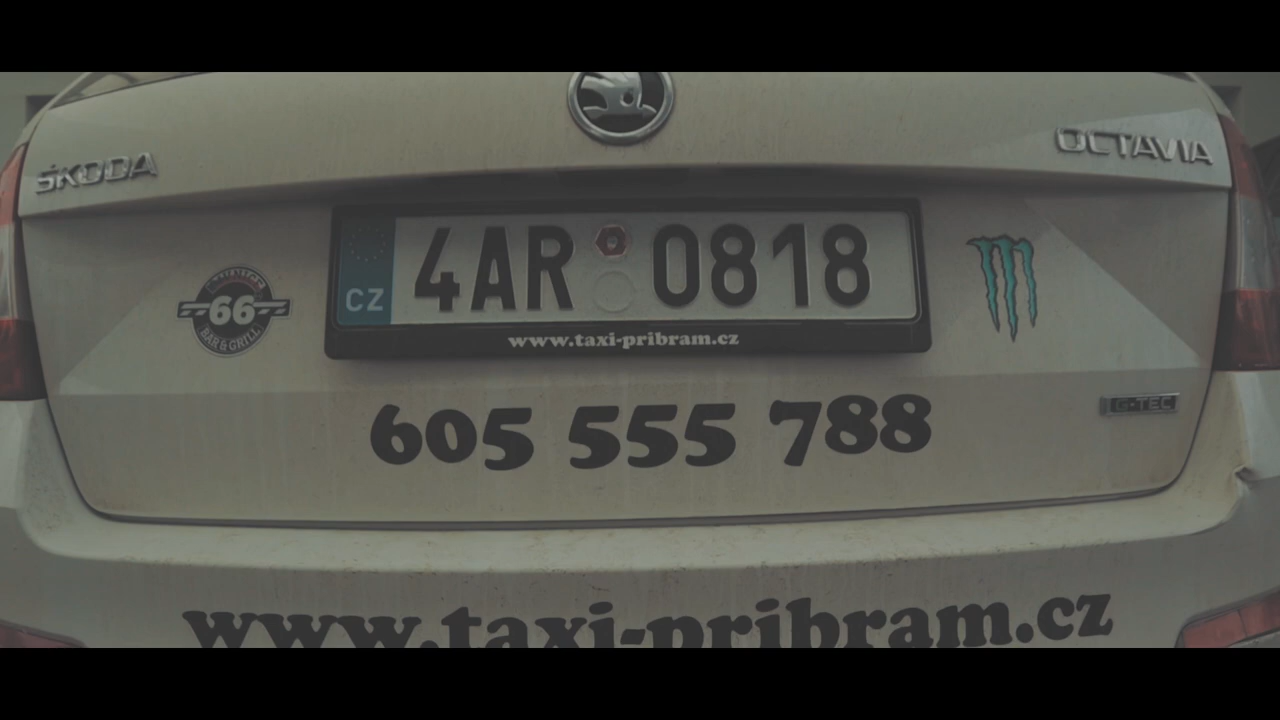 ŠKODA
OCTAVIA
CZ
4AR 0818
66
BAR & GRILL
www.taxi-pribram.cz
G-TEC
605 555 788
www.taxi-pribram.cz